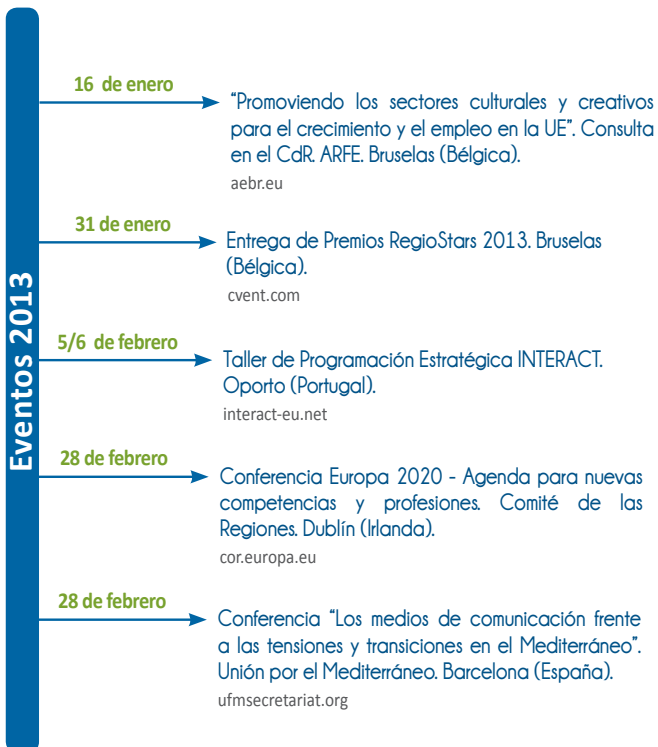 Eventos 2013
16 de enero
“Promoviendo los sectores culturales y creativos
para el crecimiento y el empleo en la UE”. Consulta
en el CdR. ARFE. Bruselas (Bélgica).
aebr.eu
31 de enero
Entrega de Premios RegioStars 2013. Bruselas
(Bélgica).
cvent.com
5/6 de febrero
Taller de Programación Estratégica INTERACT.
Oporto (Portugal).
interact-eu.net
28 de febrero
Conferencia Europa 2020 - Agenda para nuevas
competencias y profesiones. Comité de las
Regiones. Dublín (Irlanda).
cor.europa.eu
28 de febrero
Conferencia “Los medios de comunicación frente
a las tensiones y transiciones en el Mediterráneo”.
Unión por el Mediterráneo. Barcelona (España).
ufmsecretariat.org